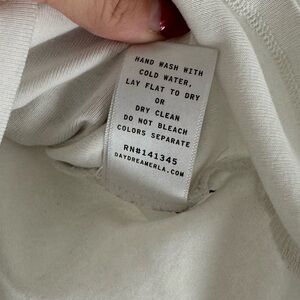 HAND WASH WITH
COLD WATER,
LAY FLAT TO DRY
OR
DRY CLEAN
DO NOT BLEACH
COLORS SEPARATE
RN#141345
DAYDREAMERLA.COM